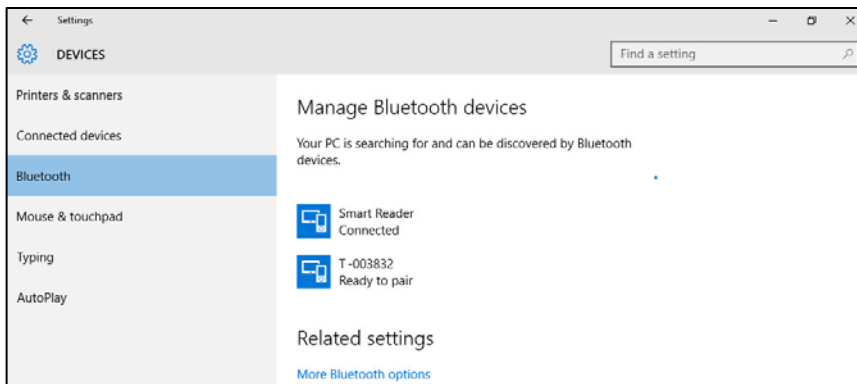 Settings
DEVICES
Find a setting
Printers & scanners
Connected devices
Bluetooth
Mouse & touchpad
Typing
AutoPlay
Manage Bluetooth devices
Your PC is searching for and can be discovered by Bluetooth
devices.
Smart Reader
Connected
T-003832
Ready to pair
Related settings
More Bluetooth options